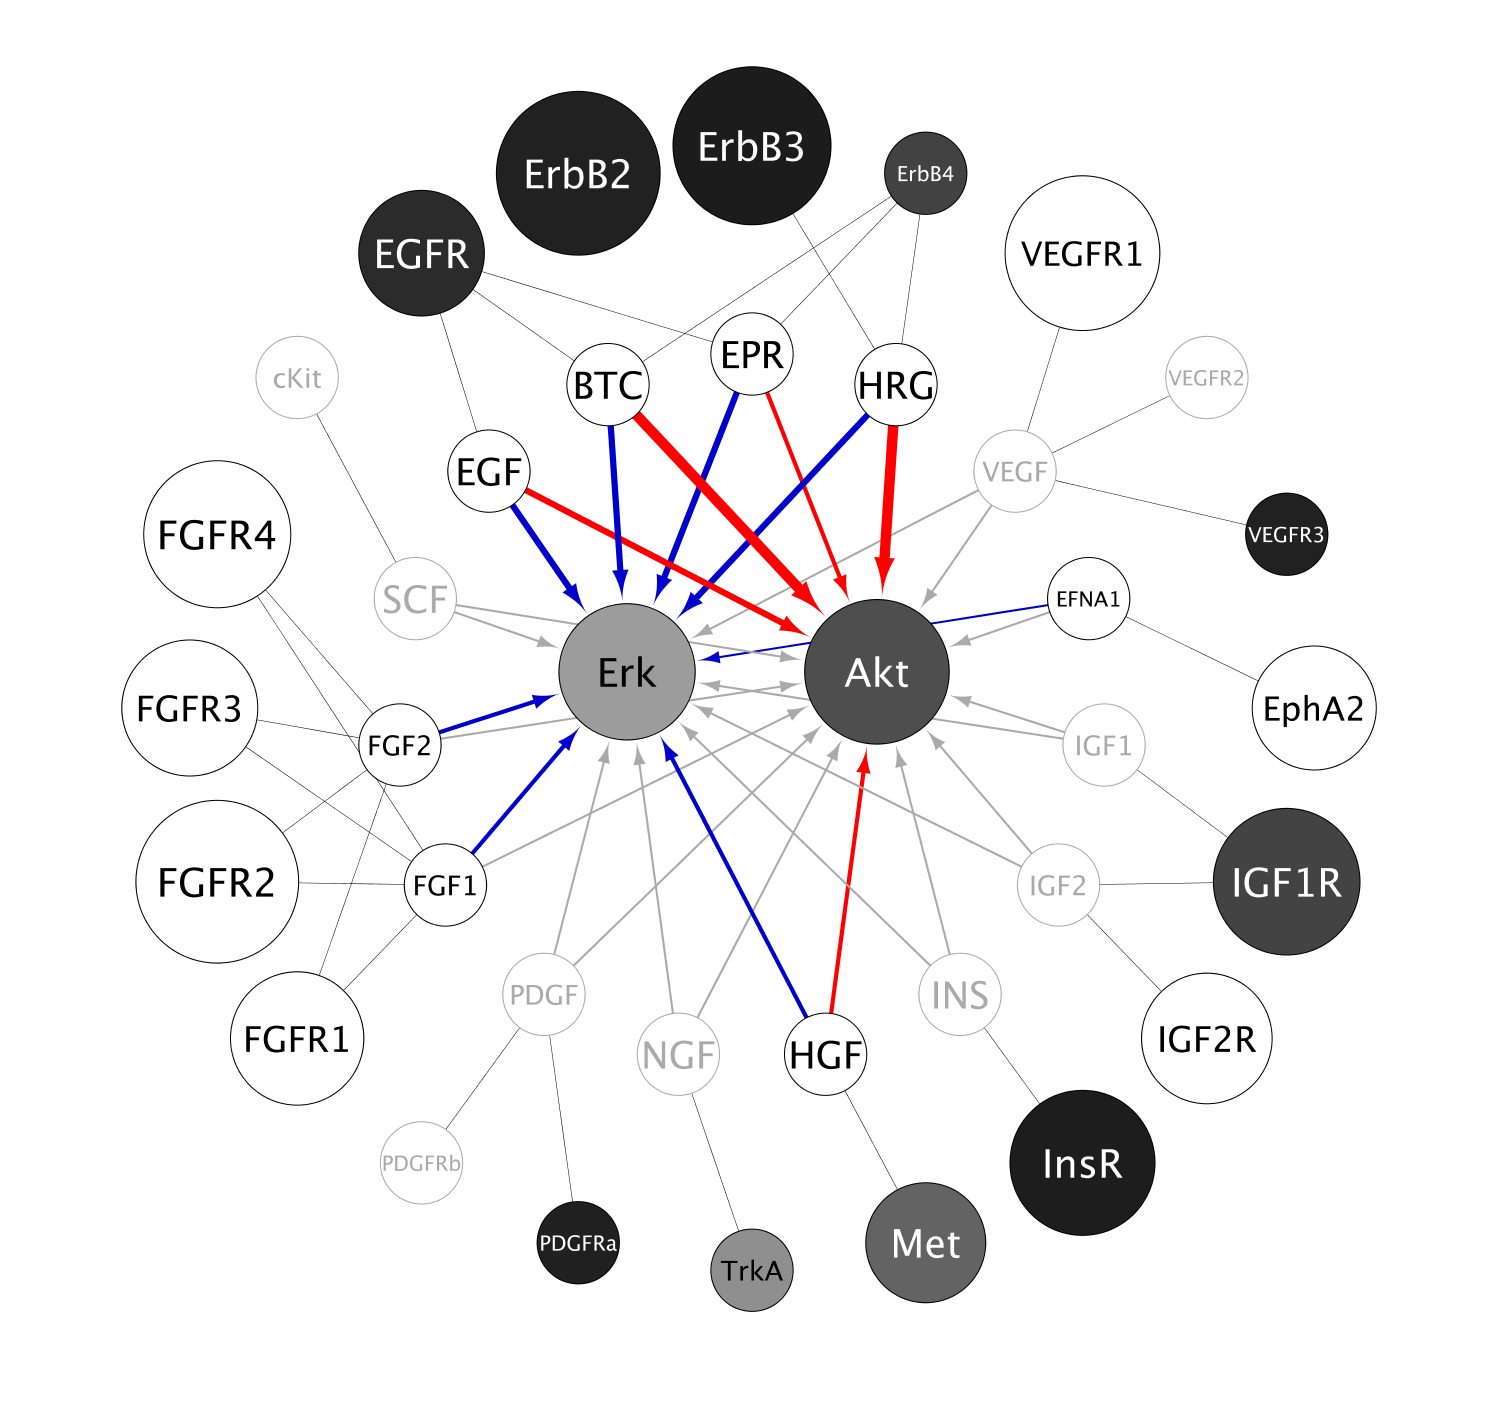 ErbB3
ErbB2
ErbB4
EGFR
VEGFR1
EPR
cKit
BTC
HRG
VEGFR2
EGF
VEGF
FGFR4
VEGFR3
SCF
EFNA1
Erk
Akt
FGFR3
EphA2
FGF2
IGF1
FGFR2
FGF1
IGF2
IGF1R
PDGF
INS
FGFR1
NGF
HGF
IGF2R
PDGFRb
InsR
PDGFRa
TrkA
Met